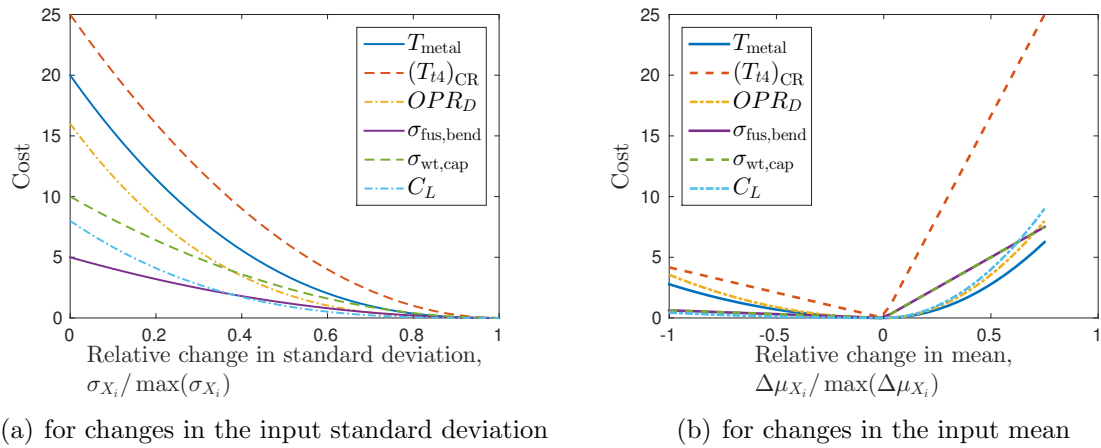 25
20
15
10
5
0
Cost
0
0.2
0.4
0.6
0.8
1
Relative change in standard deviation,
σ_{X_i}/ max(σ_{X_i})
T_metal
(T_{t4})_CR
OPR_D
σ_fus,bend
σ_wt,cap
C_L
(a) for changes in the input standard deviation
25
20
15
10
5
0
Cost
-1
-0.5
0
0.5
1
Relative change in mean,
Δμ_{X_i}/ max(Δμ_{X_i})
T_metal
(T_{t4})_CR
OPR_D
σ_fus,bend
σ_wt,cap
C_L
(b) for changes in the input mean